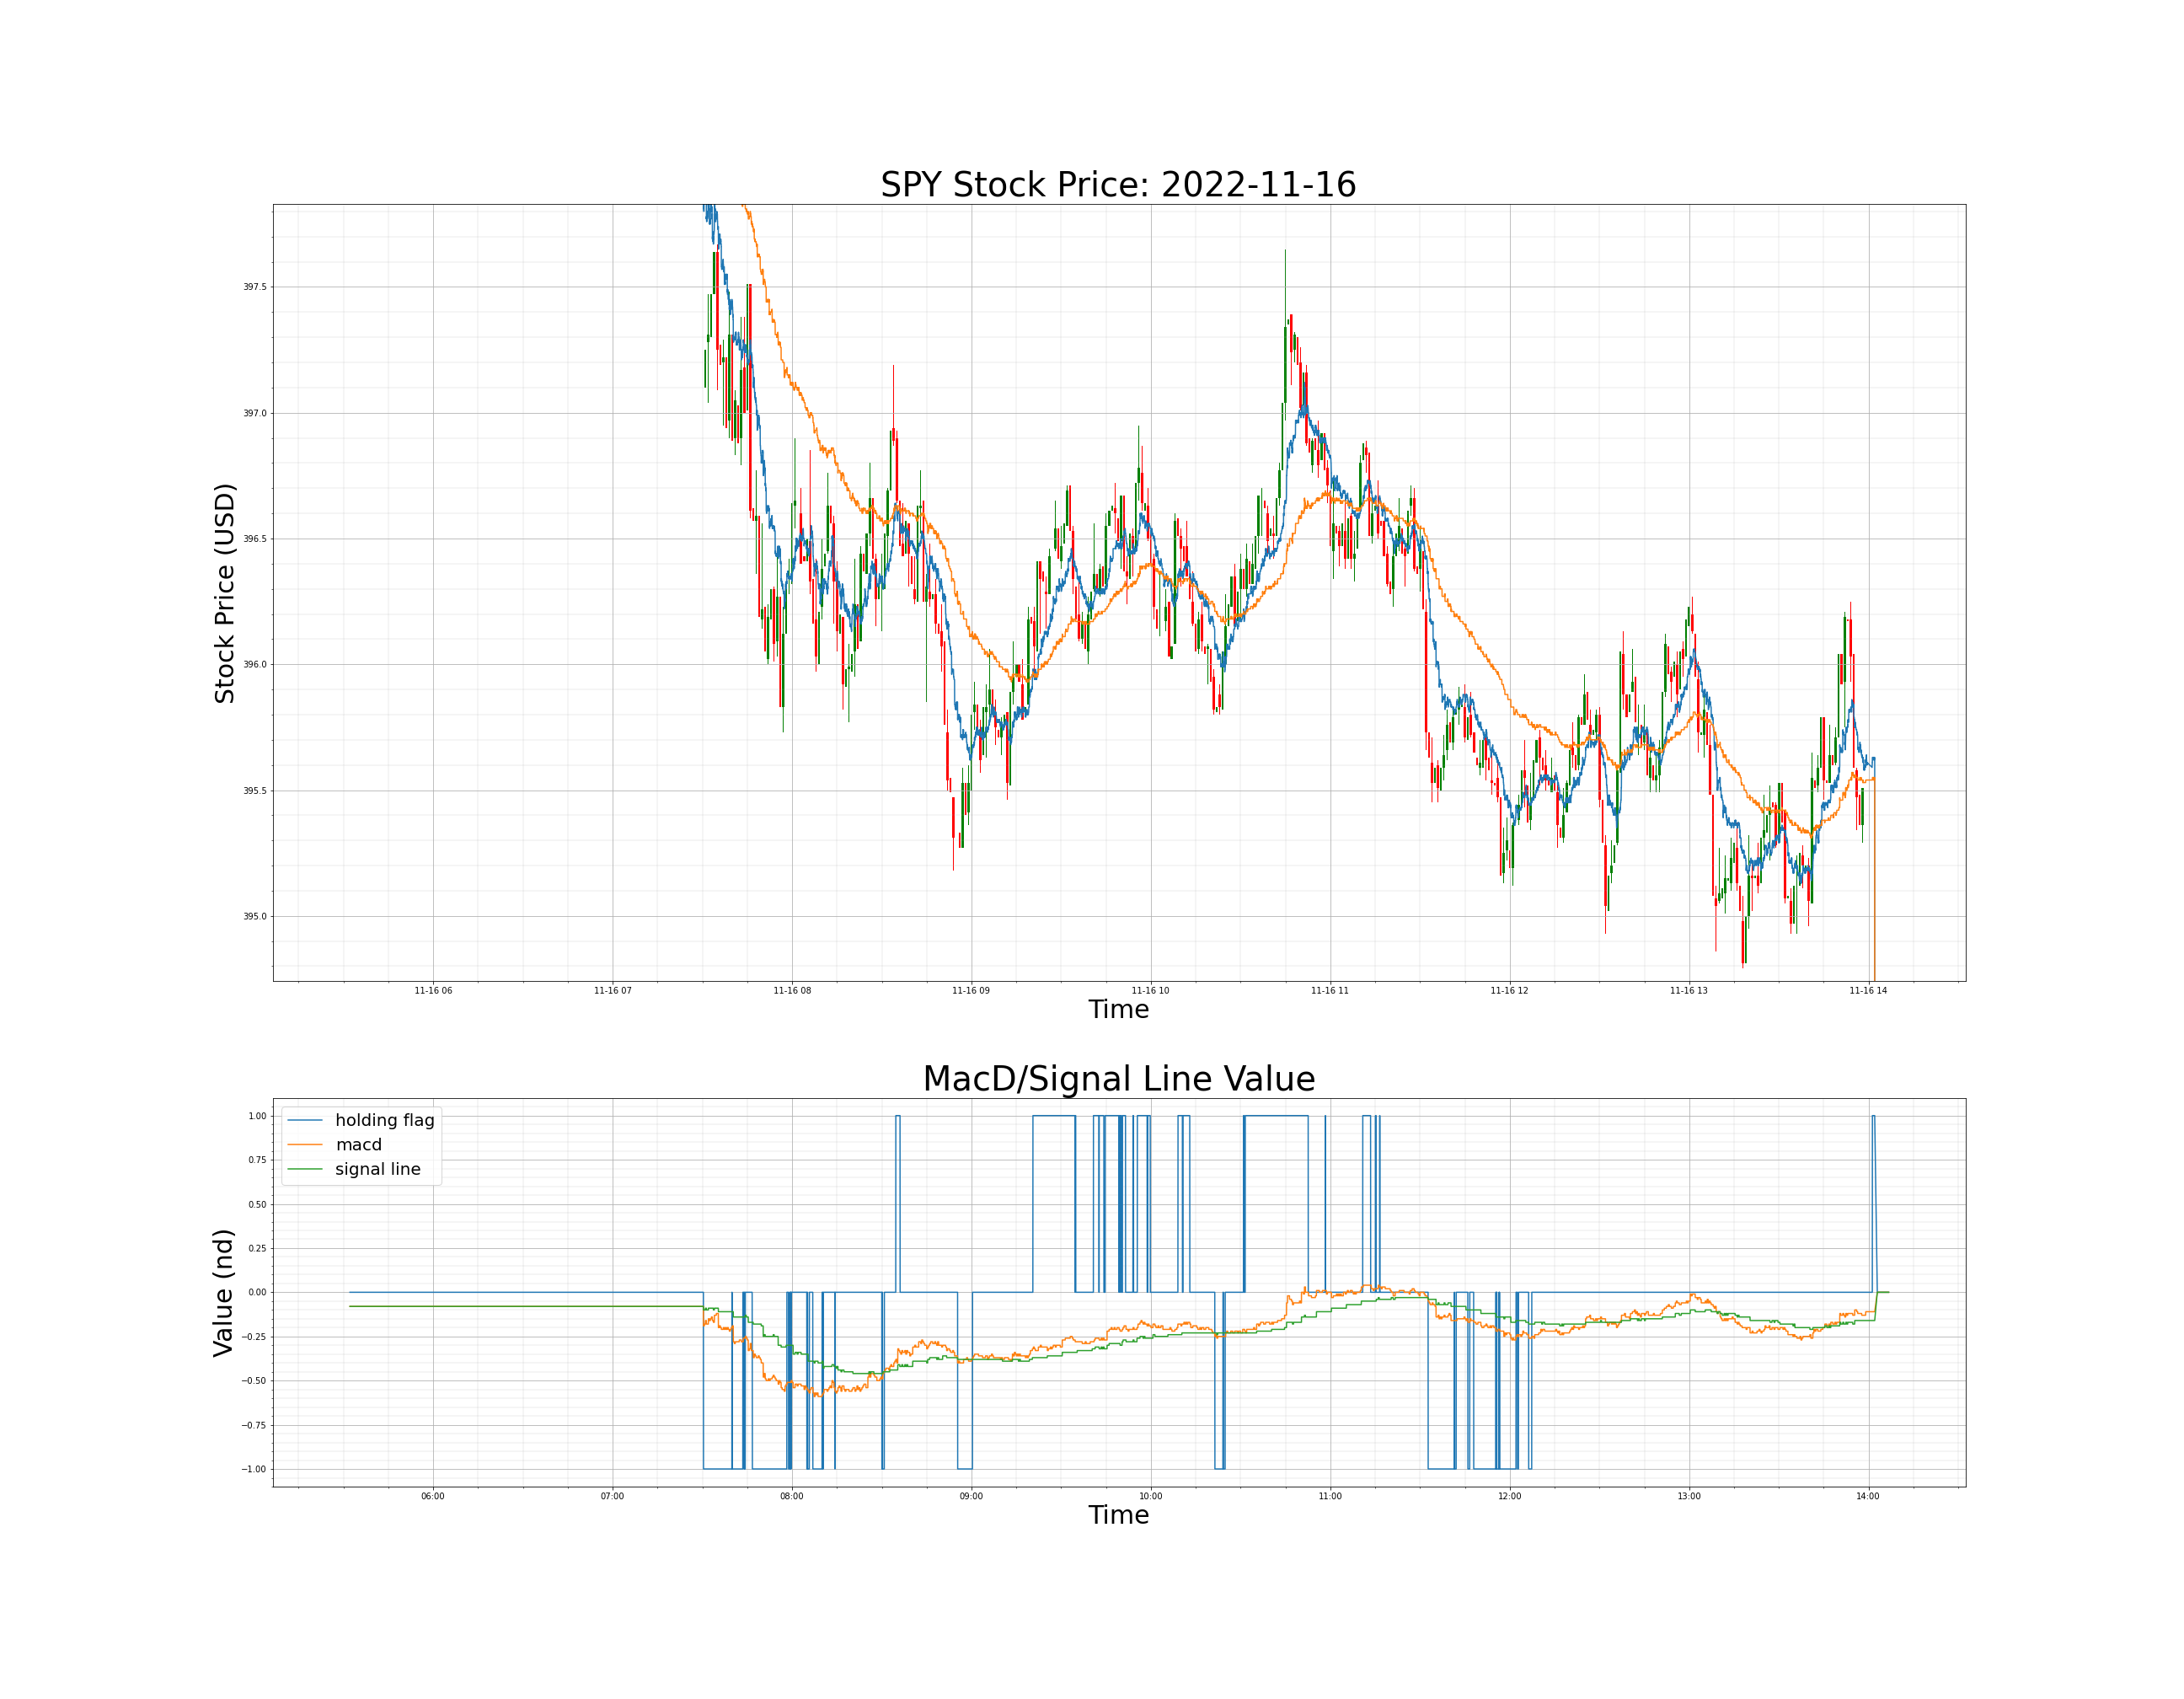 SPY Stock Price: 2022-11-16
Stock Price (USD)
397.5
397.0
396.5
396.0
395.5
395.0
11-16 06 11-16 07 11-16 08 11-16 09 11-16 10 11-16 11 11-16 12 11-16 13 11-16 14
Time
MacD/Signal Line Value
Value (nd)
holding flag
macd
signal line
1.00
0.75
0.50
0.25
0.00
−0.25
−0.50
−0.75
−1.00
06:00 07:00 08:00 09:00 10:00 11:00 12:00 13:00 14:00
Time